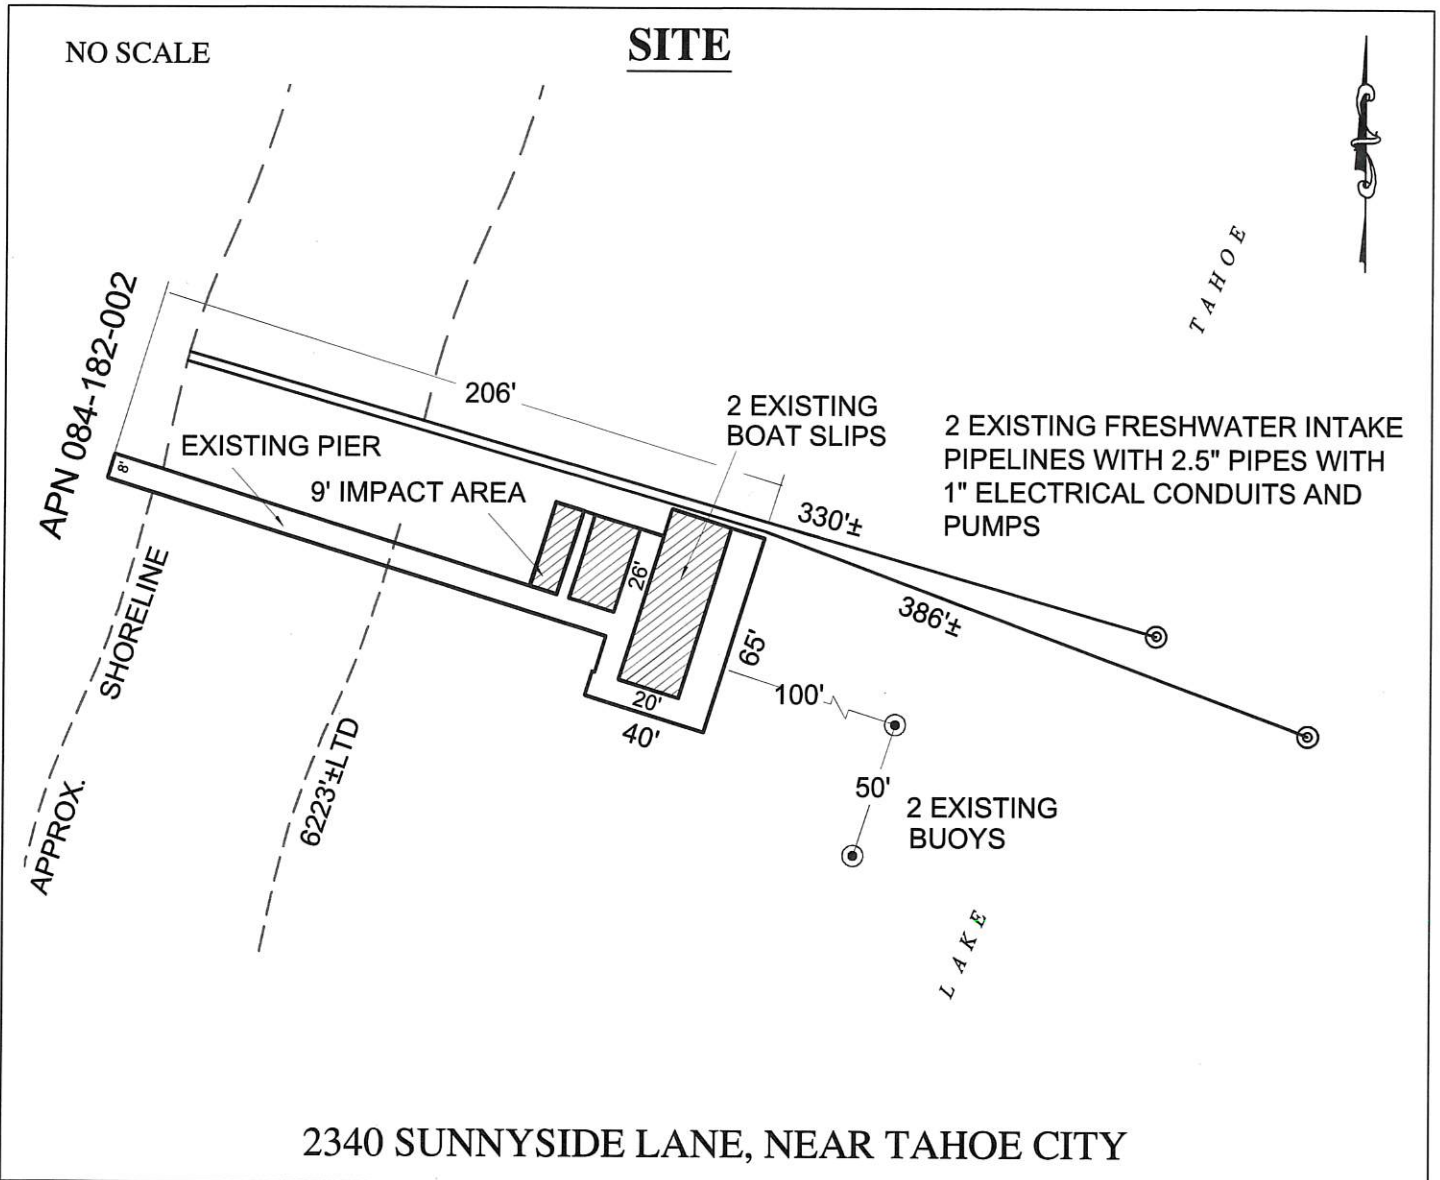 NO SCALE
SITE
TAHOE
APN 084-182-002
206'
2 EXISTING
BOAT SLIPS
2 EXISTING FRESHWATER INTAKE
PIPELINES WITH 2.5" PIPES WITH
1" ELECTRICAL CONDUITS AND
PUMPS
EXISTING PIER
8'
9' IMPACT AREA
330'±
26'
386'±
65'
20'
40'
100'
50'
2 EXISTING
BUOYS
APPROX. SHORELINE
6223'±LTD
LAKE
2340 SUNNYSIDE LANE, NEAR TAHOE CITY